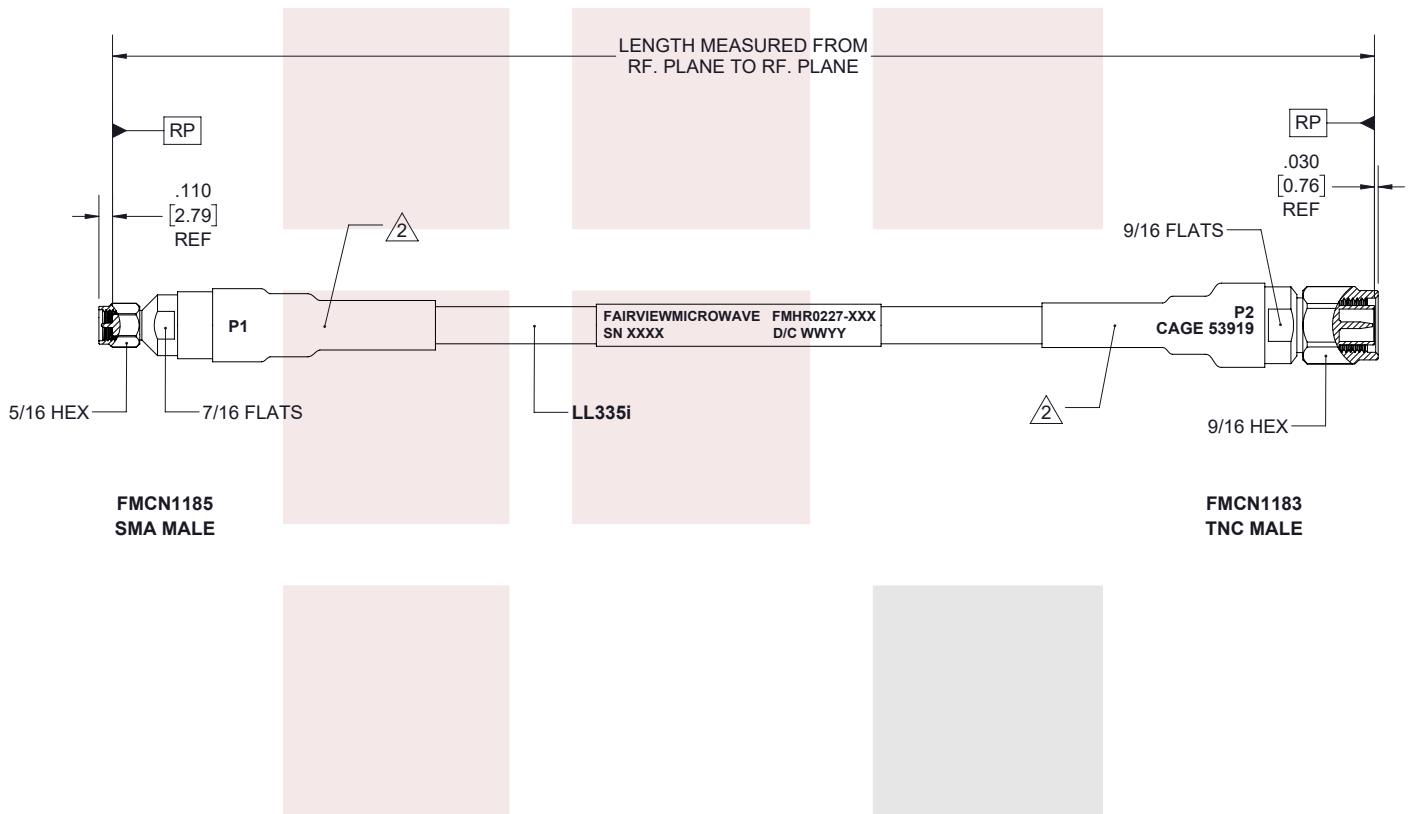 LENGTH MEASURED FROM
RF. PLANE TO RF. PLANE
RP
RP
.110
[2.79]
REF
.030
[0.76]
REF
2
9/16 FLATS
P1
FAIRVIEWMICROWAVE FMHR0227-XXX
SN XXXX D/C WWYY
P2
CAGE 53919
5/16 HEX
7/16 FLATS
LL335i
2
9/16 HEX
FMCN1185
SMA MALE
FMCN1183
TNC MALE